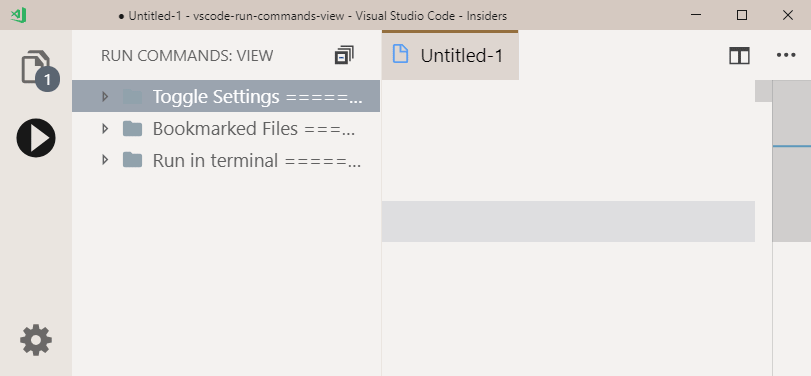 ● Untitled-1 - vscode-run-commands-view - Visual Studio Code - Insiders
RUN COMMANDS: VIEW
Untitled-1
1
Toggle Settings ======...
Bookmarked Files ===...
Run in terminal ======...